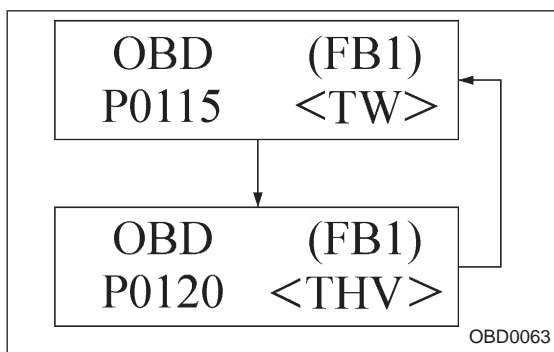 OBD (FB1)
P0115 <TW>
OBD (FB1)
P0120 <THV>
OBD0063